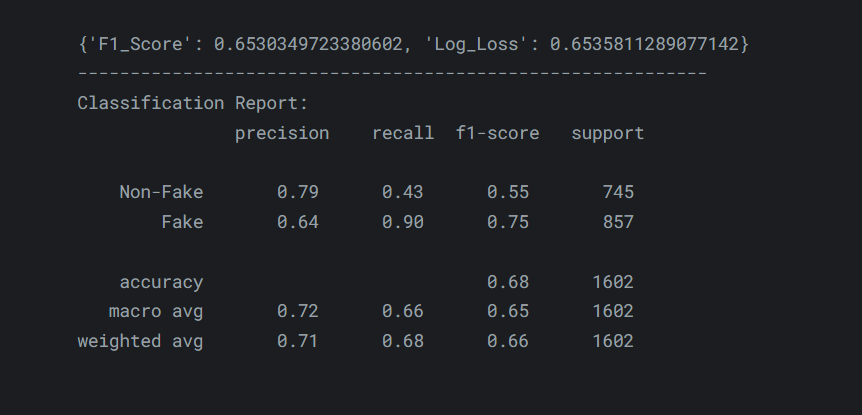 {'F1_Score': 0.6530349723380602, 'Log_Loss': 0.6535811289077142}
------------------------------------------------------------
Classification Report:
precision recall f1-score support
Non-Fake 0.79 0.43 0.55 745
Fake 0.64 0.90 0.75 857
accuracy 0.68 1602
macro avg 0.72 0.66 0.65 1602
weighted avg 0.71 0.68 0.66 1602